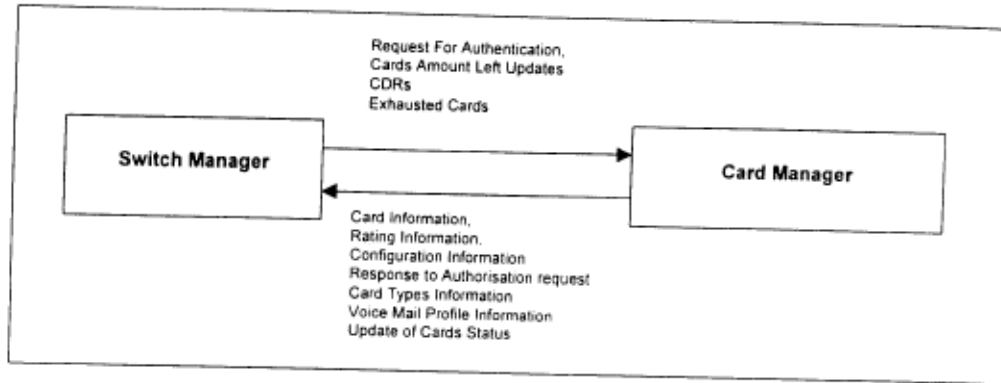 Request For Authentication,
Cards Amount Left Updates
CDRs
Exhausted Cards
Switch Manager
Card Manager
Card Information,
Rating Information.
Configuration Information
Response to Authorisation request
Card Types Information
Voice Mail Profile Information
Update of Cards Status